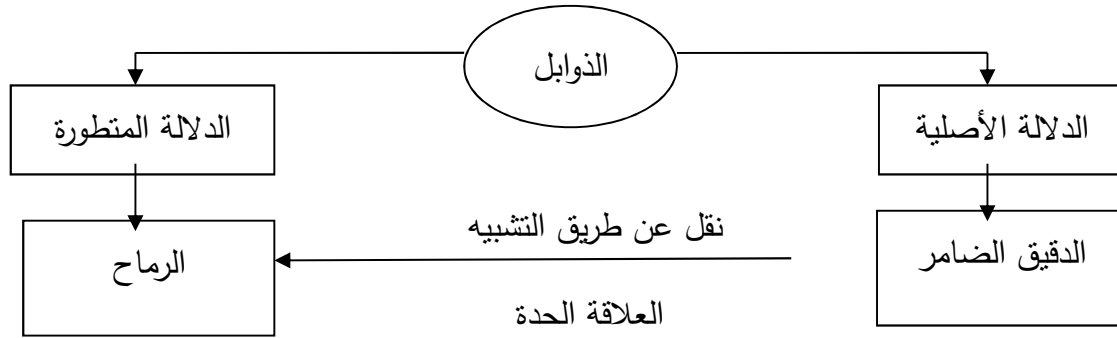 الذوابل
الدلالة الأصلية
الدلالة المتطورة
الدقيق الضامر
نقل عن طريق التشبيه
العلاقة الحدة
الرماح